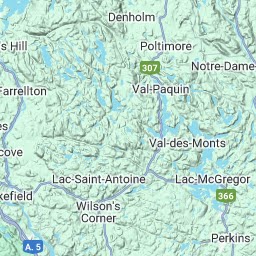 Denholm
s Hill
Poltimore
307
Notre-Dame-
Farrellton
Val-Paquin
es
cove
Val-des-Monts
Lac-Saint-Antoine
Lac-McGregor
kefield
366
Wilson's
Corner
Perkins
A. 5